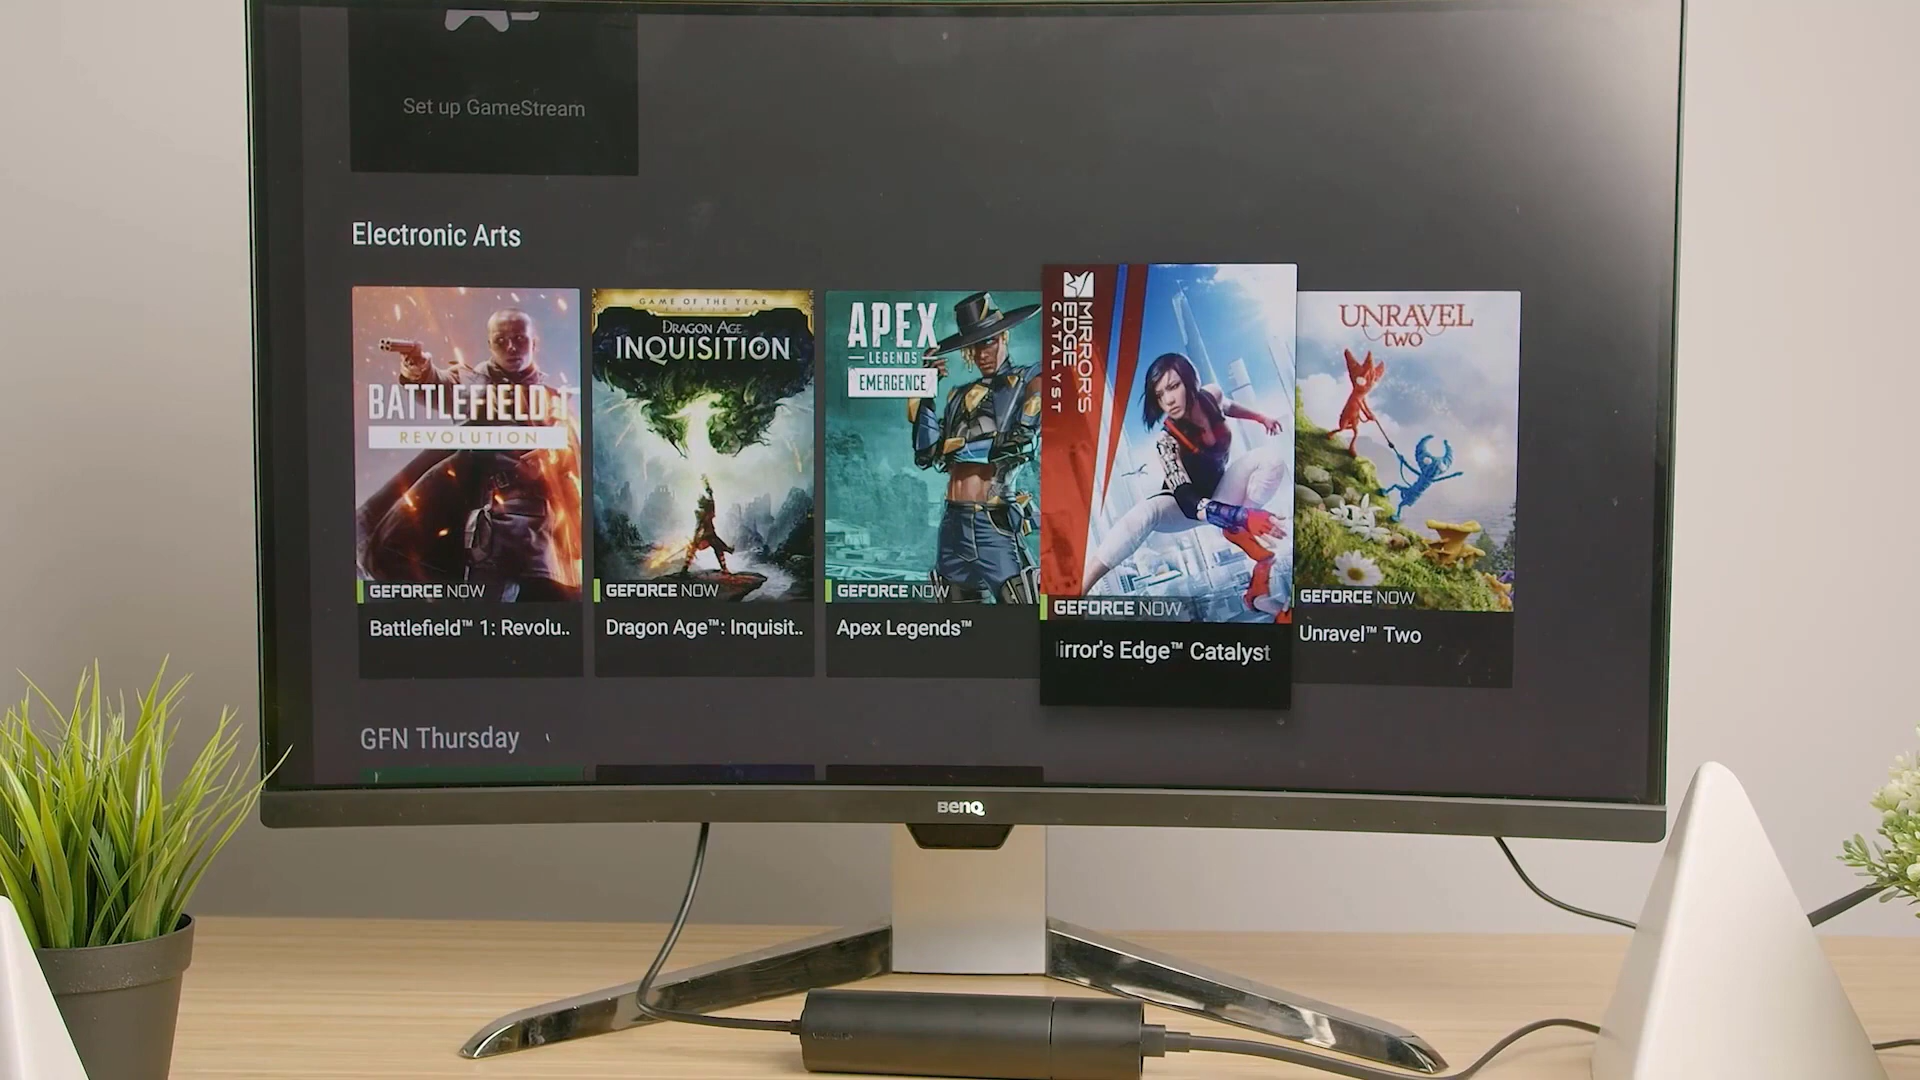 Set up GameStream
Electronic Arts
BATTLEFIELD 1
REVOLUTION
GEFORCE NOW
Battlefield™ 1: Revolu..
GAME OF THE YEAR
EDITION
DRAGON AGE
INQUISITION
GEFORCE NOW
Dragon Age™: Inquisit..
APEX
LEGENDS
EMERGENCE
GEFORCE NOW
Apex Legends™
MIRROR'S
EDGE
CATALYST
GEFORCE NOW
irror's Edge™ Catalyst
UNRAVEL
two
GEFORCE NOW
Unravel™ Two
GFN Thursday
BenQ